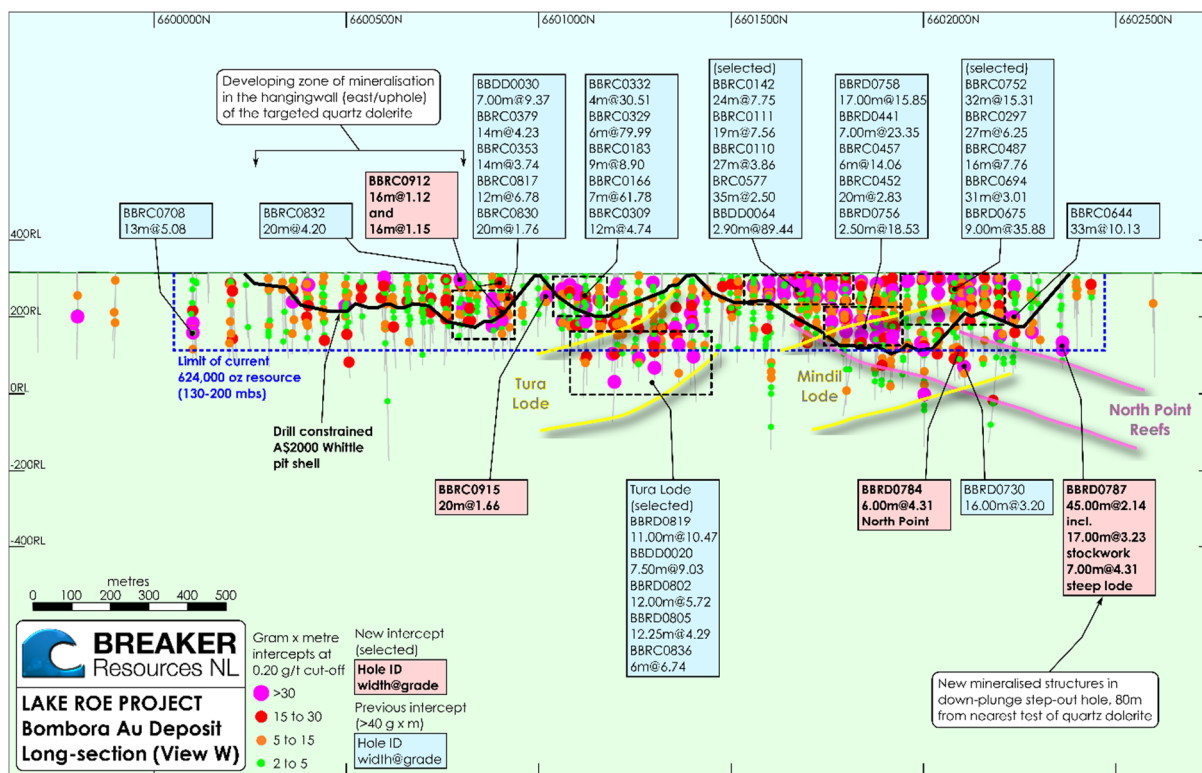 6600000N
6600500N
6601000N
6601500N
6602000N
6602500N
Developing zone of mineralisation
in the hangingwall (east/uphole)
of the targeted quartz dolerite
BBRC0708
13m@5.08
BBRC0832
20m@4.20
BBRC0912
16m@1.12
and
16m@1.15
BBDD0030
7.00m@9.37
BBRC0379
14m@4.23
BBRC0353
14m@3.74
BBRC0817
12m@6.78
BBRC0830
20m@1.76
BBRC0332
4m@30.51
BBRC0329
6m@79.99
BBRC0183
9m@8.90
BBRC0166
7m@61.78
BBRC0309
12m@4.74
(selected)
BBRC0142
24m@7.75
BBRC0111
19m@7.56
BBRC0110
27m@3.86
BRC0577
35m@2.50
BBDD0064
2.90m@89.44
BBRD0758
17.00m@15.85
BBRD0441
7.00m@23.35
BBRC0457
6m@14.06
BBRC0452
20m@2.83
BBRD0756
2.50m@18.53
(selected)
BBRC0752
32m@15.31
BBRC0297
27m@6.25
BBRC0487
16m@7.76
BBRC0694
31m@3.01
BBRD0675
9.00m@35.88
BBRC0644
33m@10.13
400RL
200RL
0RL
-200RL
-400RL
Limit of current
624,000 oz resource
(130-200 mbs)
Drill constrained
A$2000 Whittle
pit shell
Tura
Lode
Mindil
Lode
North Point
Reefs
BBRC0915
20m@1.66
Tura Lode
(selected)
BBRD0819
11.00m@10.47
BBDD0020
7.50m@9.03
BBRD0802
12.00m@5.72
BBRD0805
12.25m@4.29
BBRC0836
6m@6.74
BBRD0784
6.00m@4.31
North Point
BBRD0730
16.00m@3.20
BBRD0787
45.00m@2.14
incl.
17.00m@3.23
stockwork
7.00m@4.31
steep lode
New mineralised structures in
down-plunge step-out hole, 80m
from nearest test of quartz dolerite
metres
0 100 200 300 400 500
BREAKER
Resources NL
LAKE ROE PROJECT
Bombora Au Deposit
Long-section (View W)
Gram x metre
intercepts at
0.20 g/t cut-off
>30
15 to 30
5 to 15
2 to 5
New intercept
(selected)
Hole ID
width@grade
Previous intercept
(>40 g x m)
Hole ID
width@grade